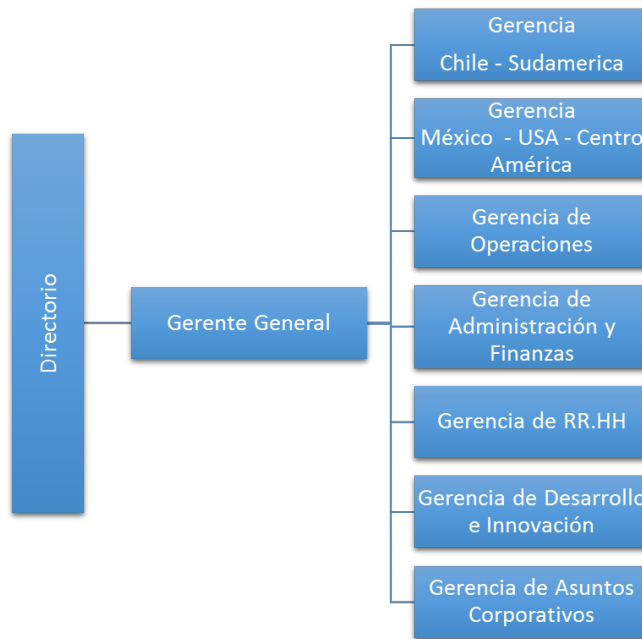 Directorio
Gerente General
Gerencia
Chile - Sudamerica
Gerencia
México  - USA - Centro
América
Gerencia de
Operaciones
Gerencia de
Administración y
Finanzas
Gerencia de RR.HH
Gerencia de Desarrollo
e Innovación
Gerencia de Asuntos
Corporativos